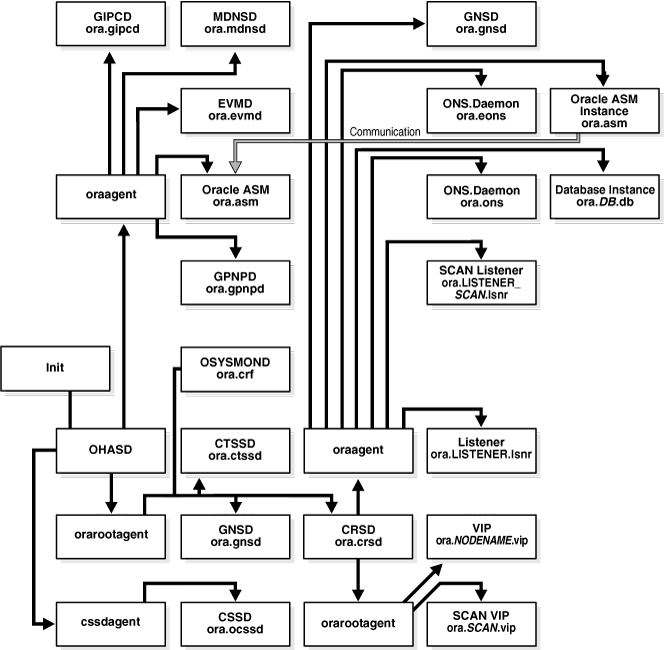 GIPCD
ora.gipcd
MDNSD
ora.mdnsd
GNSD
ora.gnsd
EVMD
ora.evmd
ONS.Daemon
ora.eons
Oracle ASM
Instance
ora.asm
Communication
oraagent
Oracle ASM
ora.asm
ONS.Daemon
ora.ons
Database Instance
ora.DB.db
GPNPD
ora.gpnpd
SCAN Listener
ora.LISTENER_
SCAN.lsnr
Init
OSYSMOND
ora.crf
OHASD
CTSSD
ora.ctssd
oraagent
Listener
ora.LISTENER.lsnr
orarootagent
GNSD
ora.gnsd
CRSD
ora.crsd
VIP
ora.NODENAME.vip
cssdagent
CSSD
ora.ocssd
orarootagent
SCAN VIP
ora.SCAN.vip